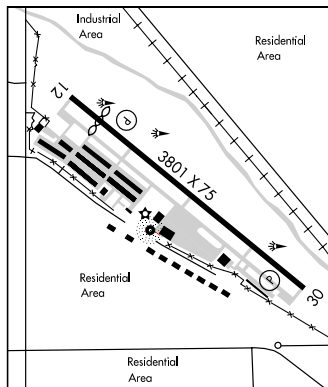 Industrial
Area
Residential
Area
12
P
3801 X 75
P
30
Residential
Area
Residential
Area